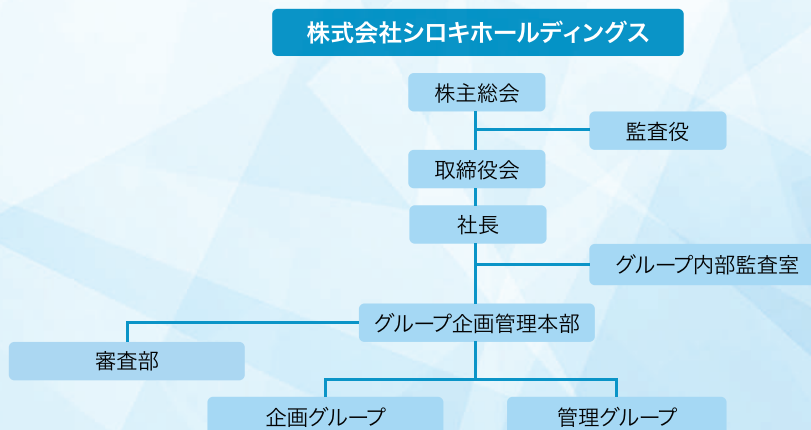 株式会社シロキホールディングス
株主総会
監査役
取締役会
社長
グループ内部監査室
グループ企画管理本部
審査部
企画グループ
管理グループ